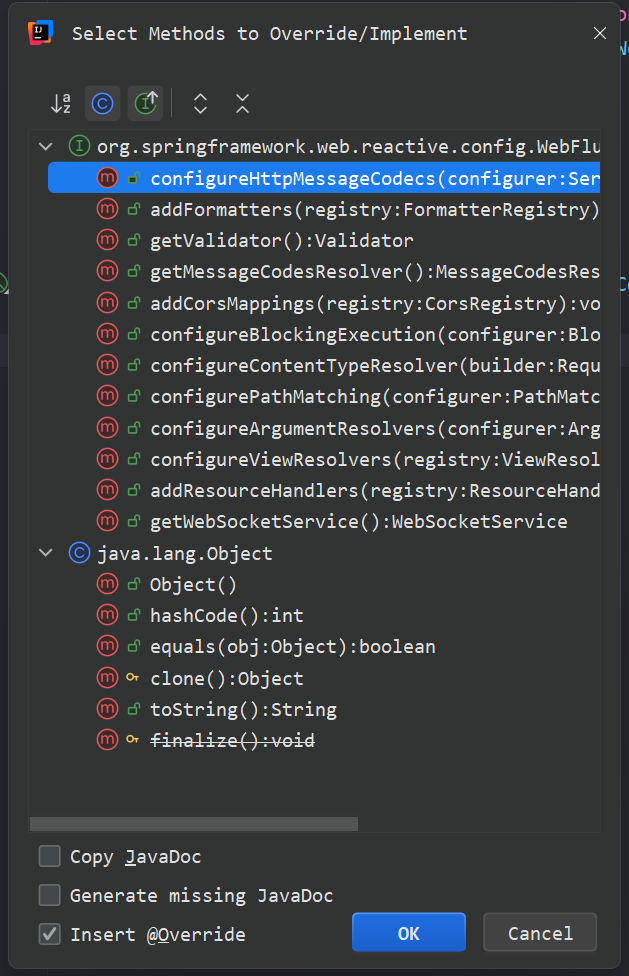 Select Methods to Override/Implement
org.springframework.web.reactive.config.WebFlu
configureHttpMessageCodecs(configurer:Ser
addFormatters(registry:FormatterRegistry)
getValidator():Validator
getMessageCodesResolver():MessageCodesRes
addCorsMappings(registry:CorsRegistry):vo
configureBlockingExecution(configurer:Blo
configureContentTypeResolver(builder:Requ
configurePathMatching(configurer:PathMatc
configureArgumentResolvers(configurer:Arg
configureViewResolvers(registry:ViewResol
addResourceHandlers(registry:ResourceHand
getWebSocketService():WebSocketService
java.lang.Object
Object()
hashCode():int
equals(obj:Object):boolean
clone():Object
toString():String
finalize():void
Copy JavaDoc
Generate missing JavaDoc
Insert @Override
OK
Cancel